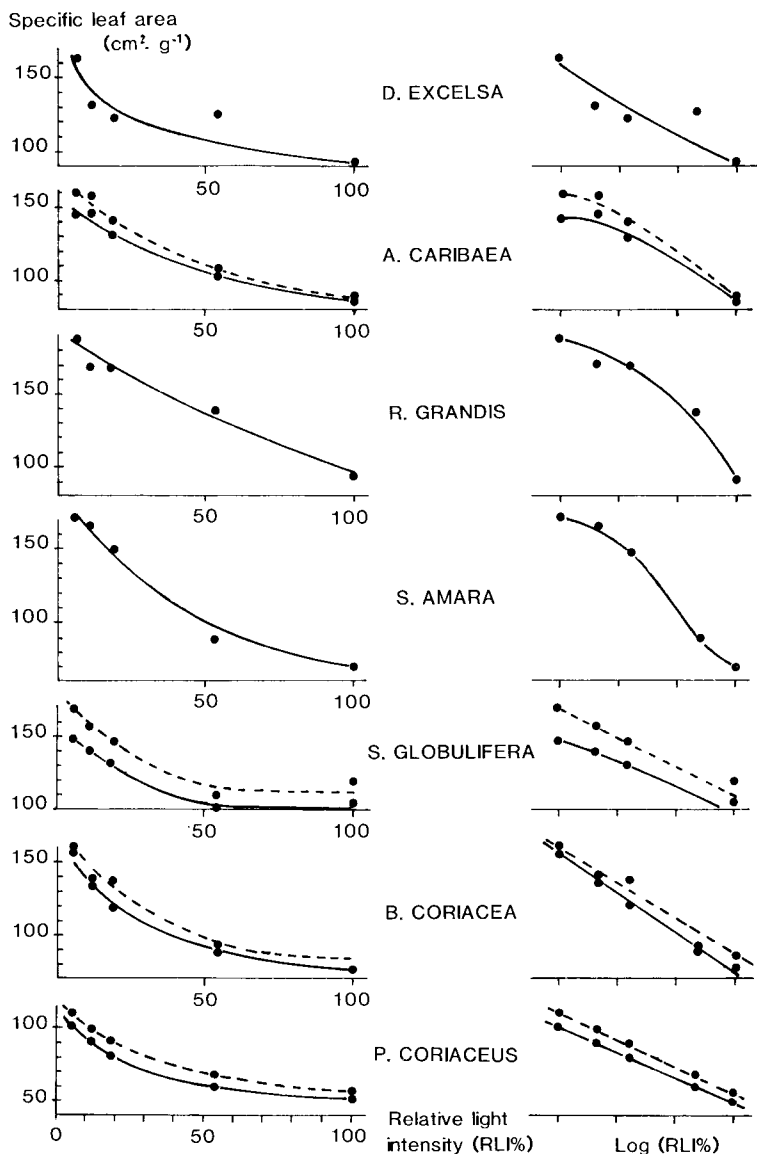 Specific leaf area
(cm². g⁻¹)
150
100
D. EXCELSA
50
100
150
100
A. CARIBAEA
50
100
150
100
R. GRANDIS
50
100
150
100
S. AMARA
50
100
150
100
S. GLOBULIFERA
50
100
150
100
B. CORIACEA
50
100
100
50
P. CORIACEUS
0
50
100
Relative light
intensity (RLI%)
Log (RLI%)